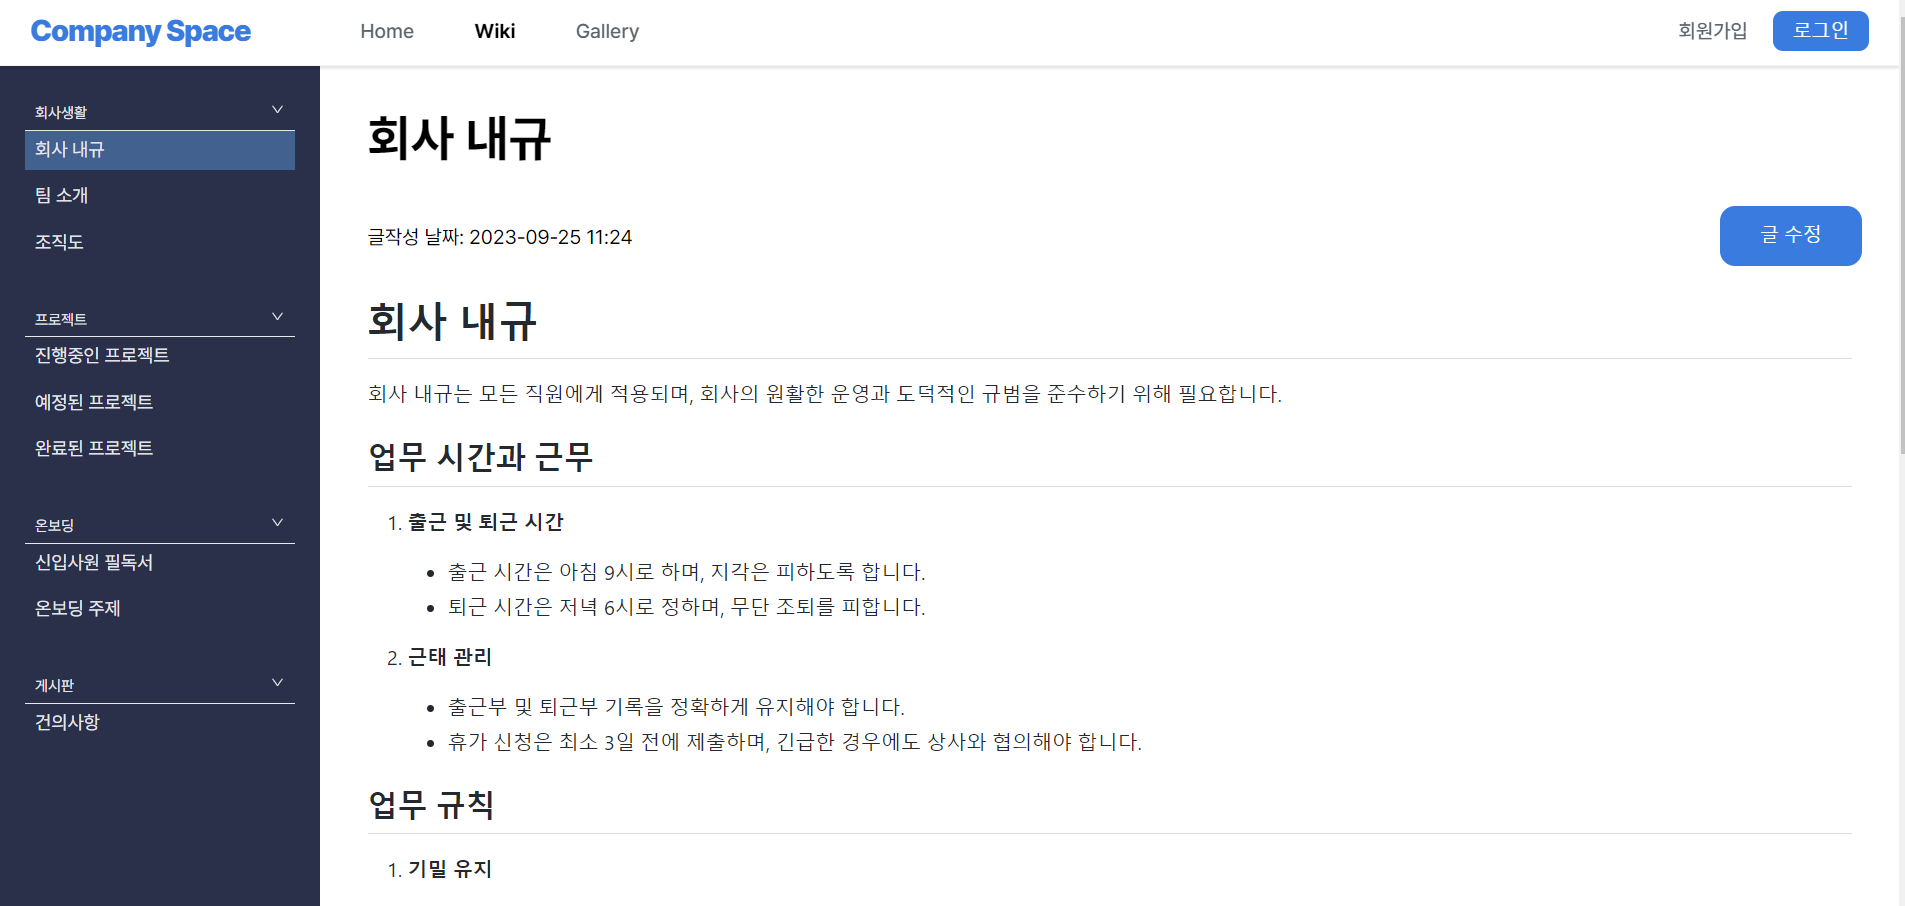 Company Space
Home Wiki Gallery
회원가입 로그인
회사생활
회사 내규
팀 소개
조직도
프로젝트
진행중인 프로젝트
예정된 프로젝트
완료된 프로젝트
온보딩
신입사원 필독서
온보딩 주제
게시판
건의사항
회사 내규
글작성 날짜: 2023-09-25 11:24
글 수정
회사 내규
회사 내규는 모든 직원에게 적용되며, 회사의 원활한 운영과 도덕적인 규범을 준수하기 위해 필요합니다.
업무 시간과 근무
1. 출근 및 퇴근 시간
• 출근 시간은 아침 9시로 하며, 지각은 피하도록 합니다.
• 퇴근 시간은 저녁 6시로 정하며, 무단 조퇴를 피합니다.
2. 근태 관리
• 출근부 및 퇴근부 기록을 정확하게 유지해야 합니다.
• 휴가 신청은 최소 3일 전에 제출하며, 긴급한 경우에도 상사와 협의해야 합니다.
업무 규칙
1. 기밀 유지